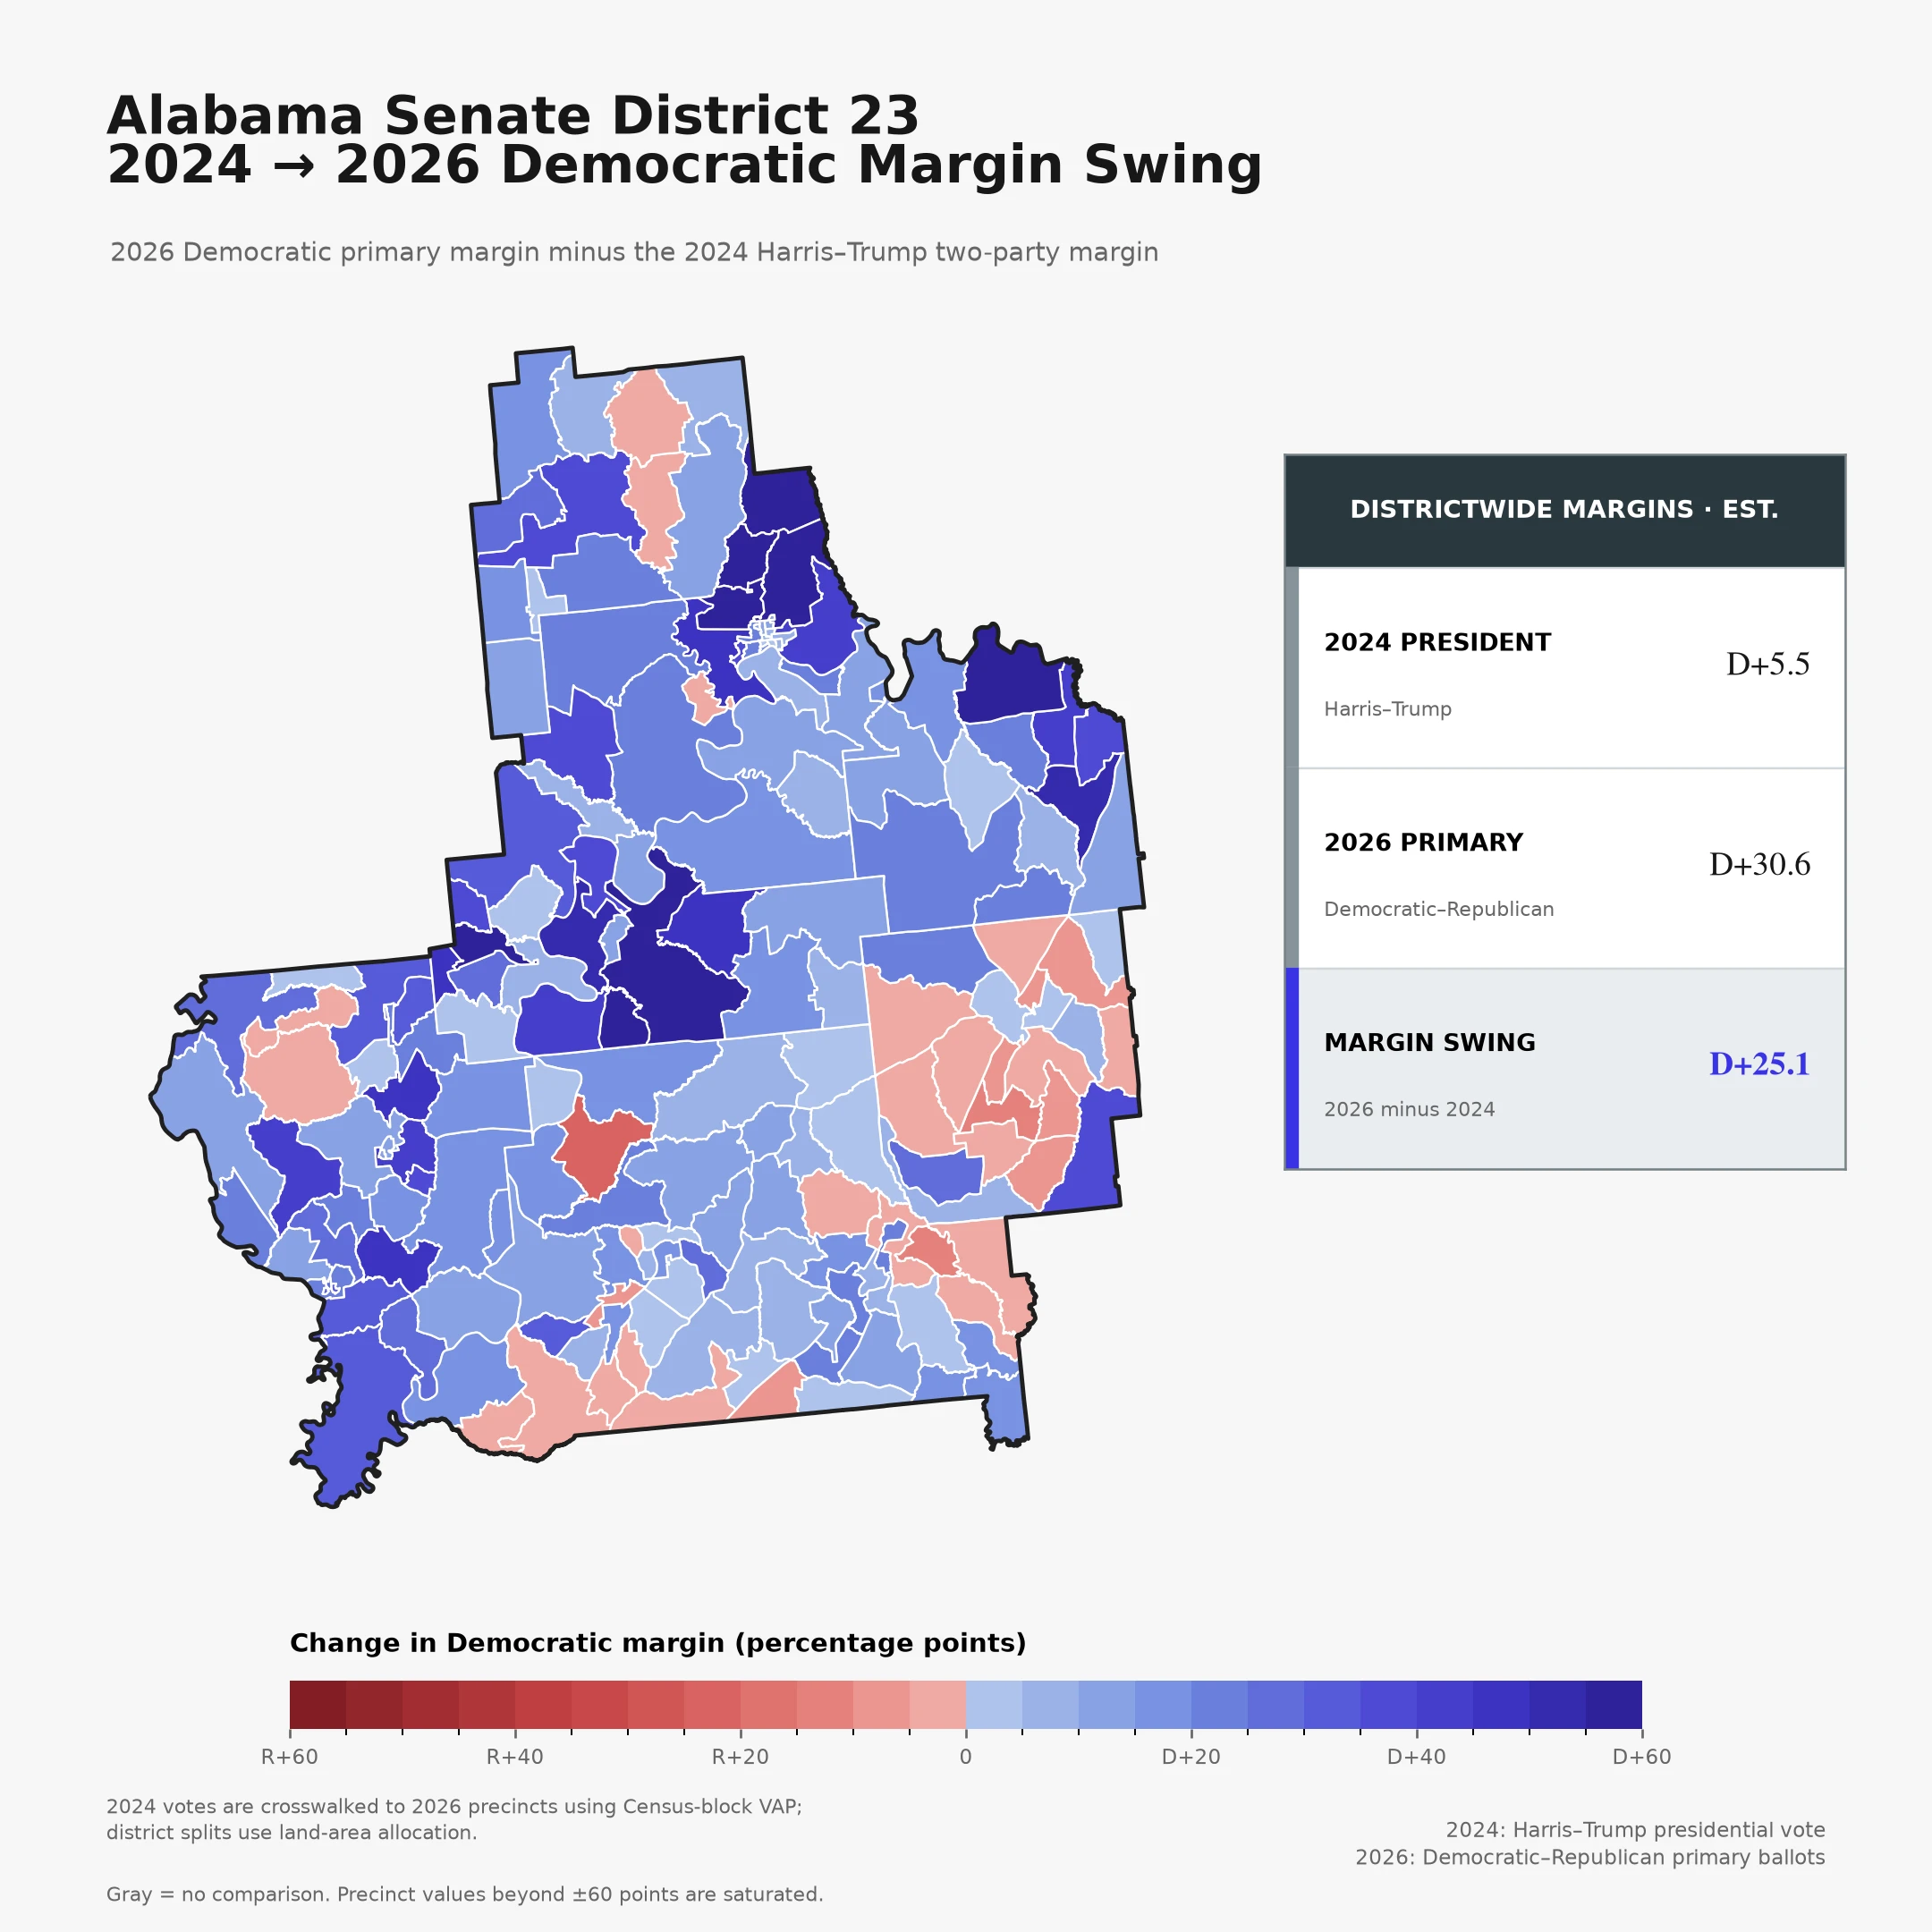 Alabama Senate District 23
2024 → 2026 Democratic Margin Swing
2026 Democratic primary margin minus the 2024 Harris–Trump two-party margin
DISTRICTWIDE MARGINS · EST.
2024 PRESIDENT
D+5.5
Harris–Trump
2026 PRIMARY
D+30.6
Democratic–Republican
MARGIN SWING
D+25.1
2026 minus 2024
Change in Democratic margin (percentage points)
R+60 R+40 R+20 0 D+20 D+40 D+60
2024 votes are crosswalked to 2026 precincts using Census-block VAP;
district splits use land-area allocation.
2024: Harris–Trump presidential vote
2026: Democratic–Republican primary ballots
Gray = no comparison. Precinct values beyond ±60 points are saturated.